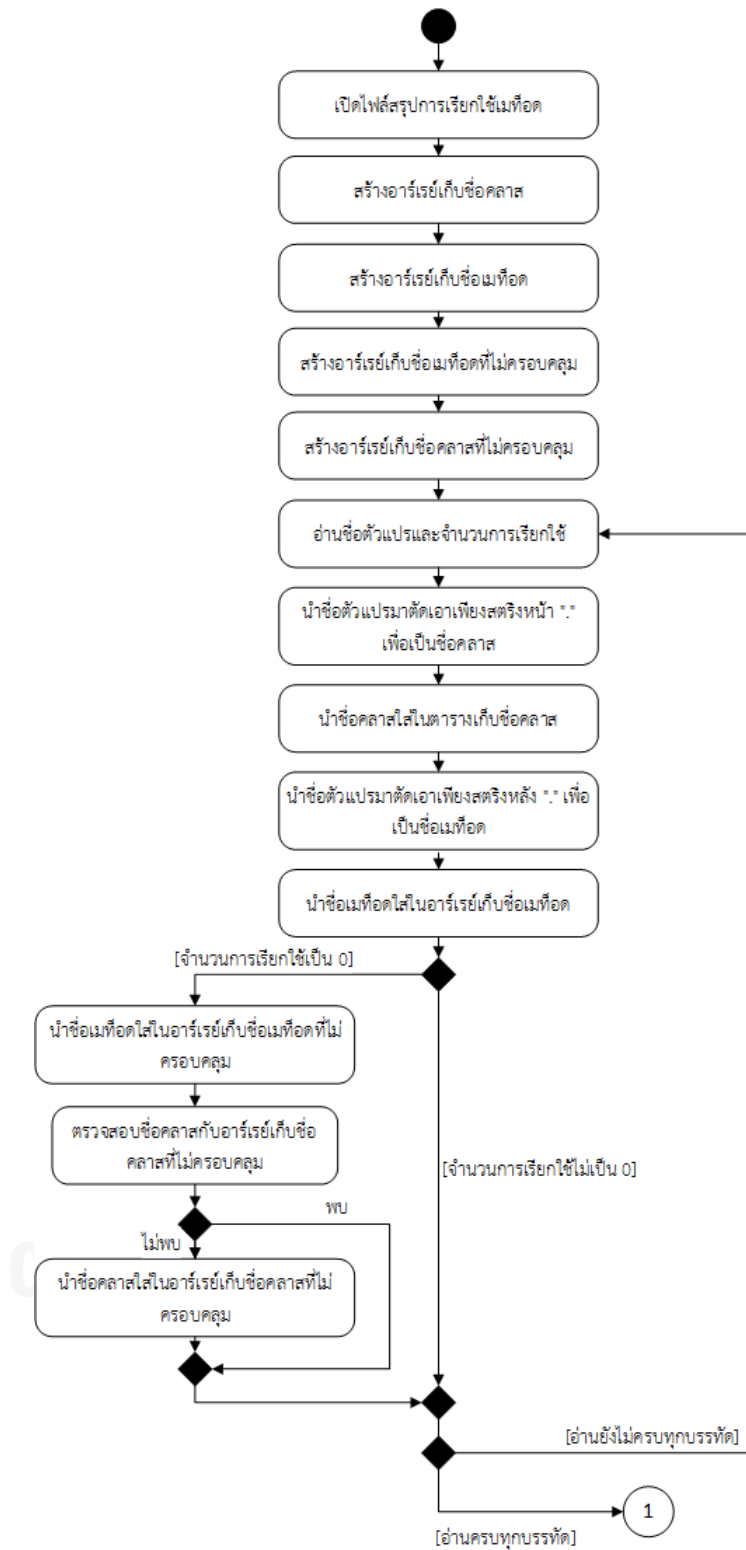 เปิดไฟล์สรุปการเรียกใช้เมท็อด
สร้างอาร์เรย์เก็บชื่อคลาส
สร้างอาร์เรย์เก็บชื่อเมท็อด
สร้างอาร์เรย์เก็บชื่อเมท็อดที่ไม่ครอบคลุม
สร้างอาร์เรย์เก็บชื่อคลาสที่ไม่ครอบคลุม
อ่านชื่อตัวแปรและจำนวนการเรียกใช้
นำชื่อตัวแปรมาตัดเอาเพียงสตริงหน้า "."
เพื่อเป็นชื่อคลาส
นำชื่อคลาสใส่ในตารางเก็บชื่อคลาส
นำชื่อตัวแปรมาตัดเอาเพียงสตริงหลัง "." เพื่อ
เป็นชื่อเมท็อด
นำชื่อเมท็อดใส่ในอาร์เรย์เก็บชื่อเมท็อด
[จำนวนการเรียกใช้เป็น 0]
นำชื่อเมท็อดใส่ในอาร์เรย์เก็บชื่อเมท็อดที่ไม่
ครอบคลุม
ตรวจสอบชื่อคลาสกับอาร์เรย์เก็บชื่อ
คลาสที่ไม่ครอบคลุม
[จำนวนการเรียกใช้ไม่เป็น 0]
พบ
ไม่พบ
นำชื่อคลาสใส่ในอาร์เรย์เก็บชื่อคลาสที่ไม่
ครอบคลุม
[อ่านยังไม่ครบทุกบรรทัด]
1
[อ่านครบทุกบรรทัด]